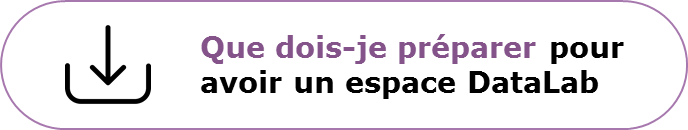 Que dois-je préparer pour
avoir un espace DataLab